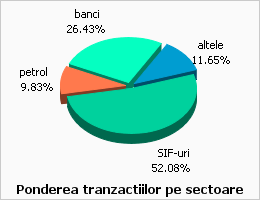 banci
26.43%
altele
11.65%
petrol
9.83%
SIF-uri
52.08%
Ponderea tranzactiilor pe sectoare